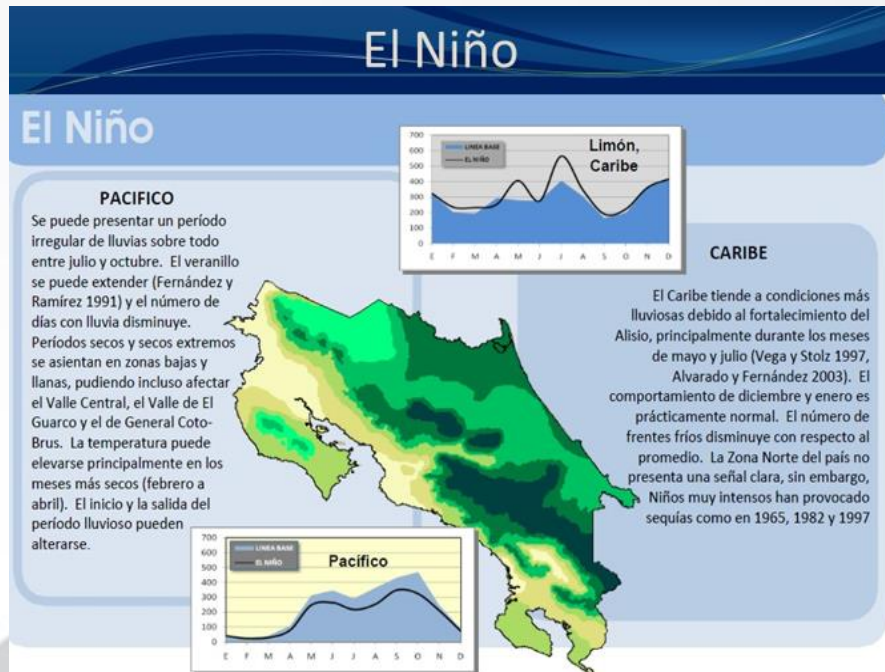 El Niño
El Niño
PACIFICO
Se puede presentar un período
irregular de lluvias sobre todo
entre julio y octubre. El veranillo
se puede extender (Fernández y
Ramírez 1991) y el número de
días con lluvia disminuye.
Períodos secos y secos extremos
se asientan en zonas bajas y
llanas, pudiendo incluso afectar
el Valle Central, el Valle de El
Guarco y el de General Coto-
Brus. La temperatura puede
elevarse principalmente en los
meses más secos (febrero a
abril). El inicio y la salida del
período lluvioso pueden
alterarse.
700
600
500
400
300
200
100
0
LINEA BASE
EL NIÑO
Limón,
Caribe
E F M A M J J A S O N D
CARIBE
El Caribe tiende a condiciones más
lluviosas debido al fortalecimiento del
Alisio, principalmente durante los meses
de mayo y julio (Vega y Stolz 1997,
Alvarado y Fernández 2003). El
comportamiento de diciembre y enero es
prácticamente normal. El número de
frentes fríos disminuye con respecto al
promedio. La Zona Norte del país no
presenta una señal clara, sin embargo,
Niños muy intensos han provocado
sequías como en 1965, 1982 y 1997
700
600
500
400
300
200
100
0
LINEA BASE
EL NIÑO
Pacífico
E F M A M J J A S O N D